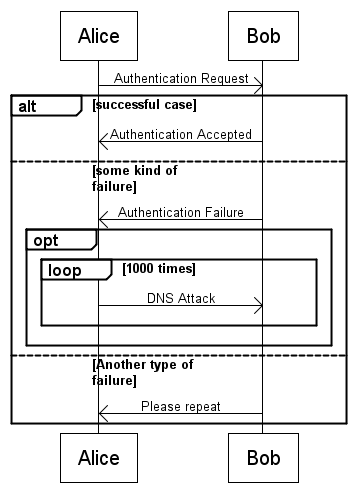 Alice Bob
Authentication Request
alt [successful case]
Authentication Accepted
[some kind of
failure]
Authentication Failure
opt
loop [1000 times]
DNS Attack
[Another type of
failure]
Please repeat
Alice Bob